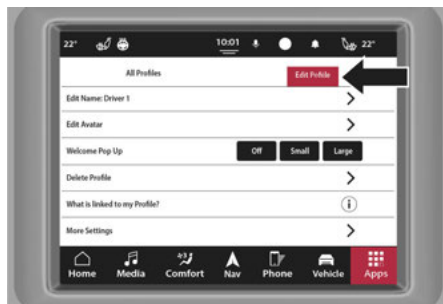 22° 10:01 22°
All Profiles Edit Profile
Edit Name: Driver 1
Edit Avatar
Welcome Pop Up Off Small Large
Delete Profile
What is linked to my Profile? i
More Settings
Home Media Comfort Nav Phone Vehicle Apps